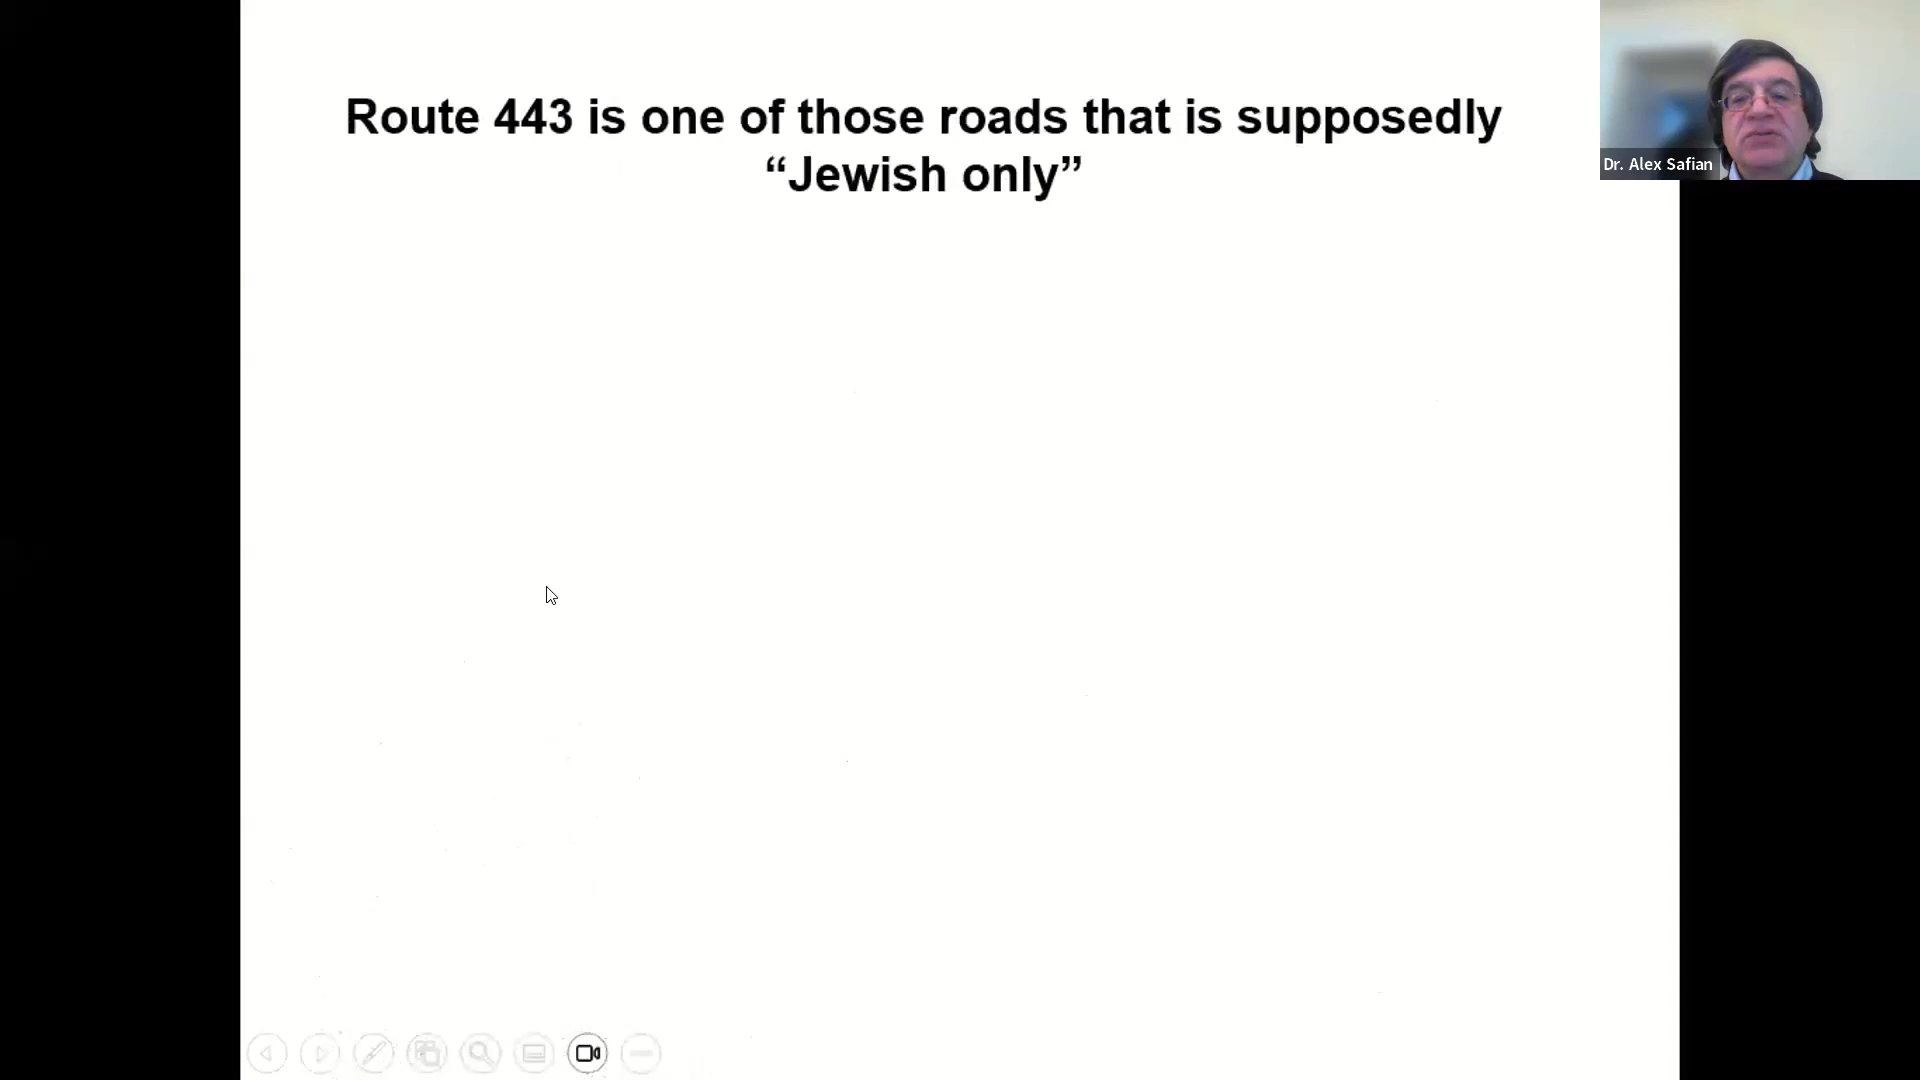 Route 443 is one of those roads that is supposedly
“Jewish only”
Dr. Alex Safian